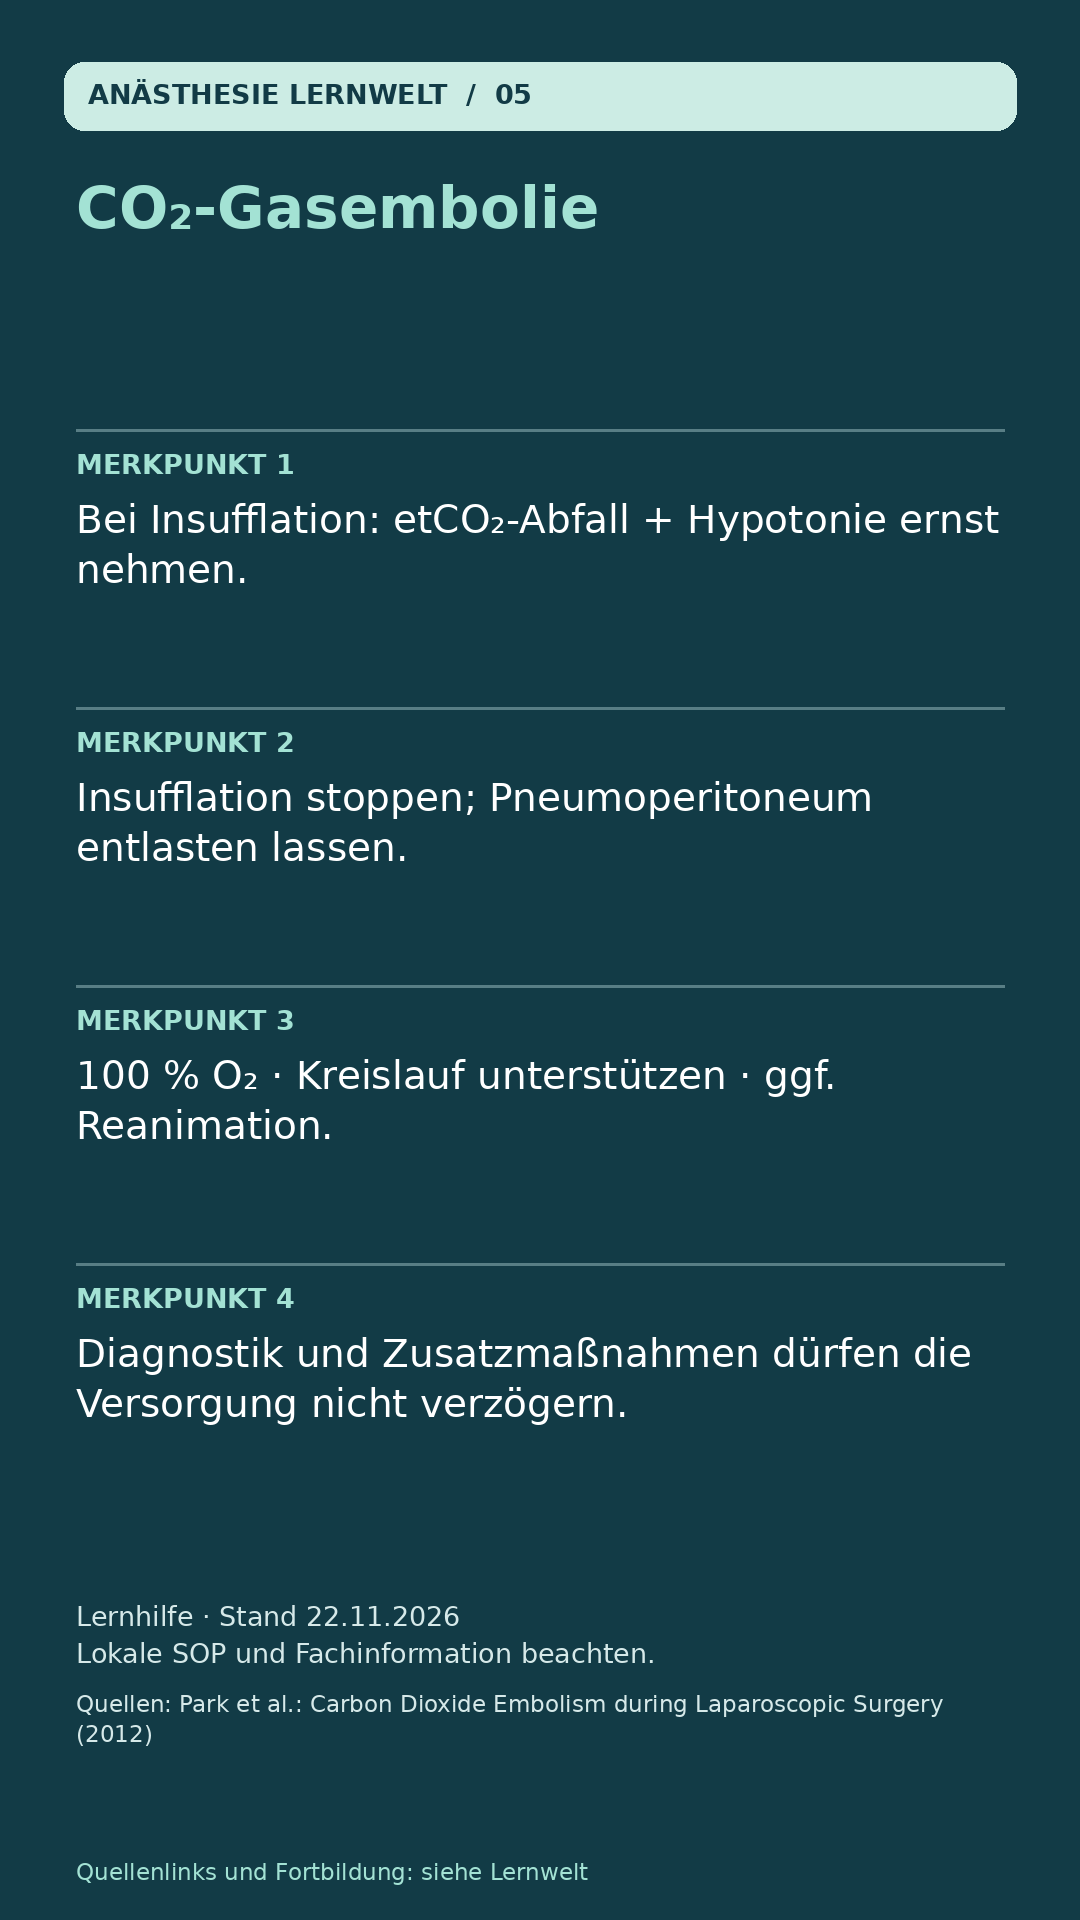 ANÄSTHESIE LERNWELT / 05
CO₂-Gasembolie
MERKPUNKT 1
Bei Insufflation: etCO₂-Abfall + Hypotonie ernst
nehmen.
MERKPUNKT 2
Insufflation stoppen; Pneumoperitoneum
entlasten lassen.
MERKPUNKT 3
100 % O₂ · Kreislauf unterstützen · ggf.
Reanimation.
MERKPUNKT 4
Diagnostik und Zusatzmaßnahmen dürfen die
Versorgung nicht verzögern.
Lernhilfe · Stand 22.11.2026
Lokale SOP und Fachinformation beachten.
Quellen: Park et al.: Carbon Dioxide Embolism during Laparoscopic Surgery
(2012)
Quellenlinks und Fortbildung: siehe Lernwelt